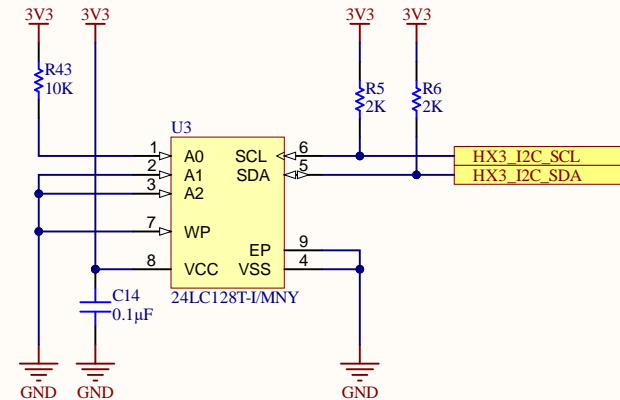 3V3 3V3 3V3 3V3
R43
10K
R5
2K
R6
2K
U3
1 A0 SCL 6
2 A1 SDA 5
3 A2
7 WP
EP 9
8 VCC VSS 4
HX3_I2C_SCL
HX3_I2C_SDA
24LC128T-I/MNY
C14
0.1µF
GND GND GND